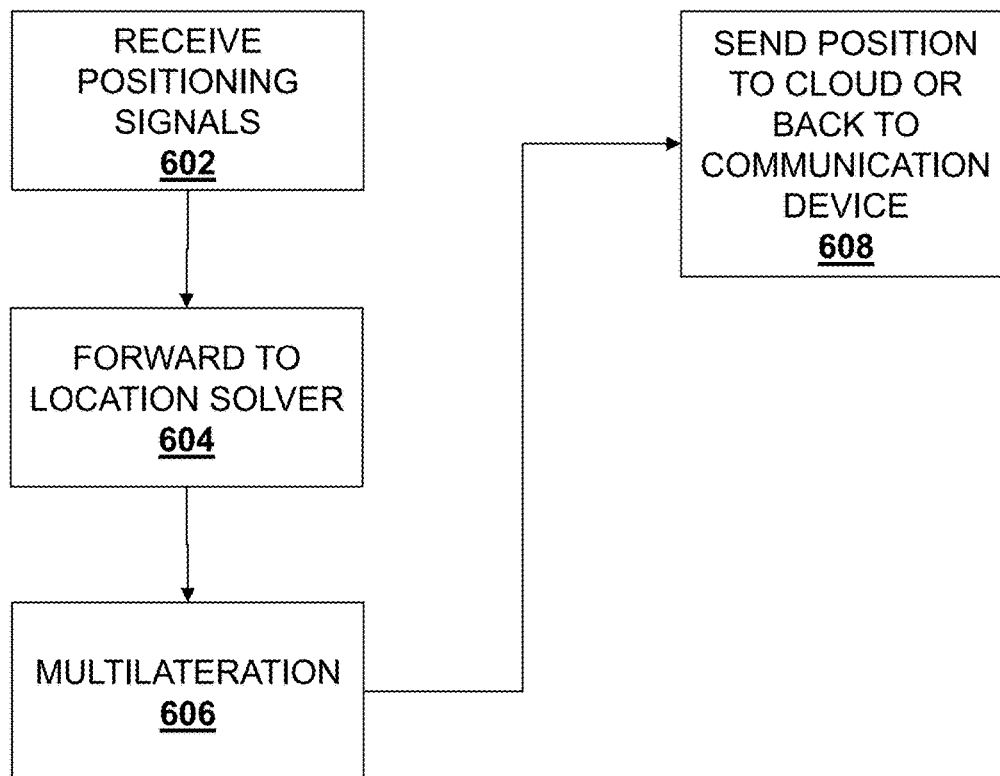 RECEIVE
POSITIONING
SIGNALS
602
FORWARD TO
LOCATION SOLVER
604
MULTILATERATION
606
SEND POSITION
TO CLOUD OR
BACK TO
COMMUNICATION
DEVICE
608